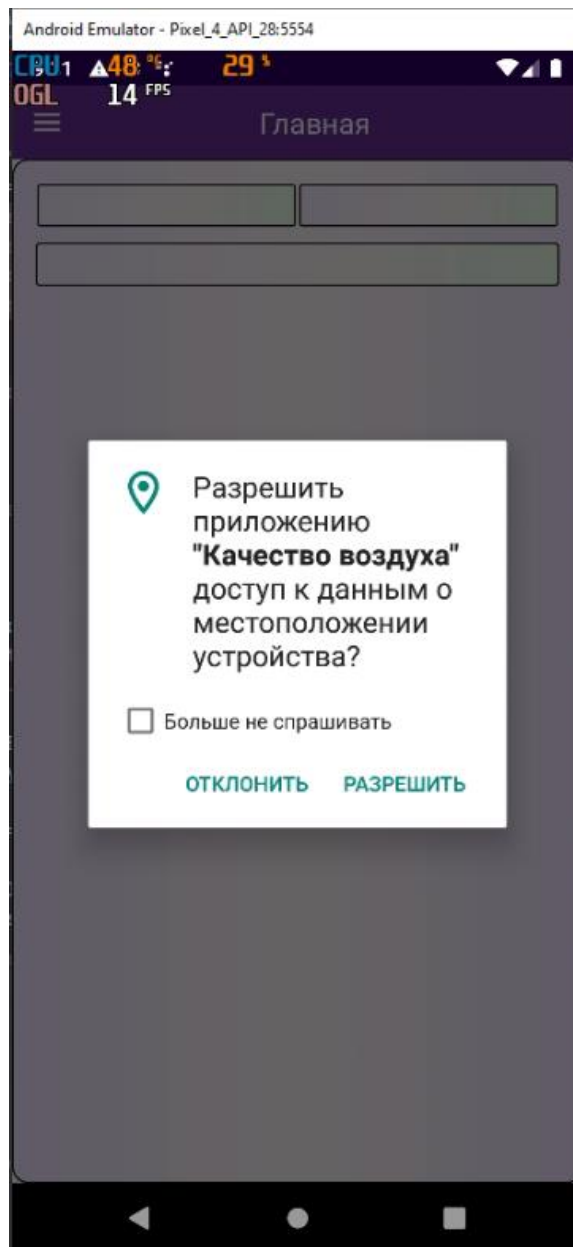 Android Emulator - Pixel_4_API_28:5554
CPU 48 °C 29 %
OGL 14 FPS
Главная
Разрешить
приложению
"Качество воздуха"
доступ к данным о
местоположении
устройства?
Больше не спрашивать
ОТКЛОНИТЬ РАЗРЕШИТЬ